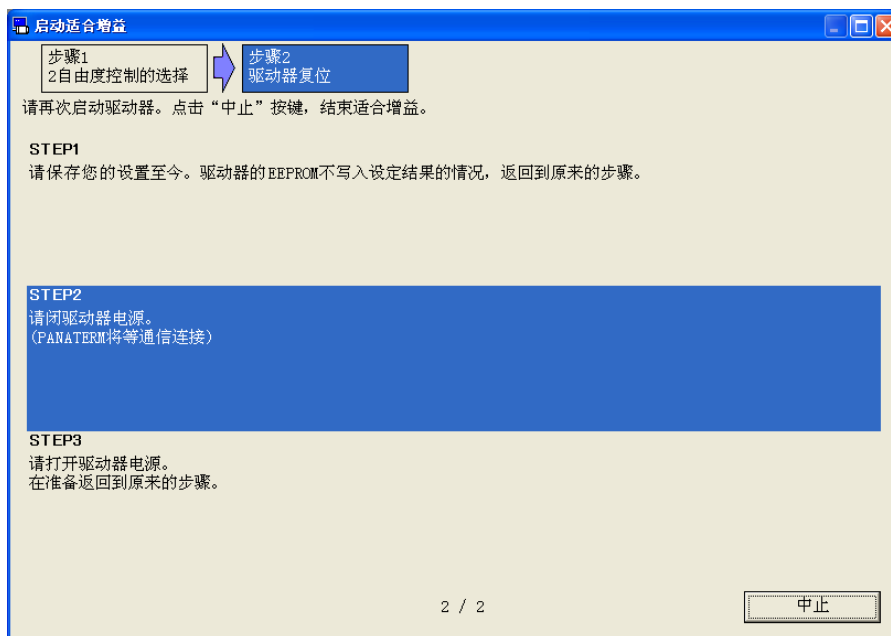 启动适合增益
步骤1
2自由度控制的选择
步骤2
驱动器复位
请再次启动驱动器。点击“中止”按键，结束适合增益。
STEP1
请保存您的设置至今。驱动器的EEPROM不写入设定结果的情况，返回到原来的步骤。
STEP2
请闭驱动器电源。
(PANATERM将等通信连接)
STEP3
请打开驱动器电源。
在准备返回到原来的步骤。
2 / 2
中止